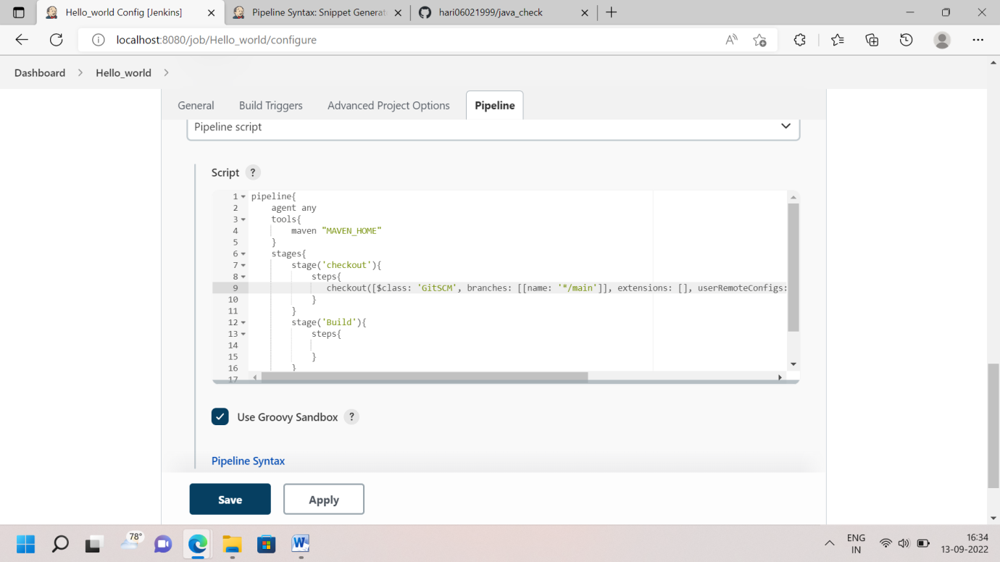 Hello_world Config [Jenkins]
Pipeline Syntax: Snippet Generat
hari06021999/java_check
localhost:8080/job/Hello_world/configure
Dashboard > Hello_world >
General Build Triggers Advanced Project Options Pipeline
Pipeline script
Script ?
1 pipeline{
2 agent any
3 tools{
4 maven "MAVEN_HOME"
5 }
6 stages{
7 stage('checkout'){
8 steps{
9 checkout([$class: 'GitSCM', branches: [[name: '*/main']], extensions: [], userRemoteConfigs:
10 }
11 }
12 stage('Build'){
13 steps{
14
15 }
16 }
17
Use Groovy Sandbox ?
Pipeline Syntax
Save Apply
78°
W
ENG
IN
16:34
13-09-2022